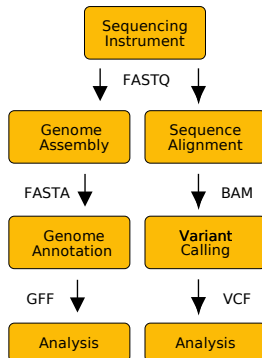 Sequencing
Instrument
FASTQ
Genome
Assembly
Sequence
Alignment
FASTA
BAM
Genome
Annotation
Variant
Calling
GFF
VCF
Analysis
Analysis